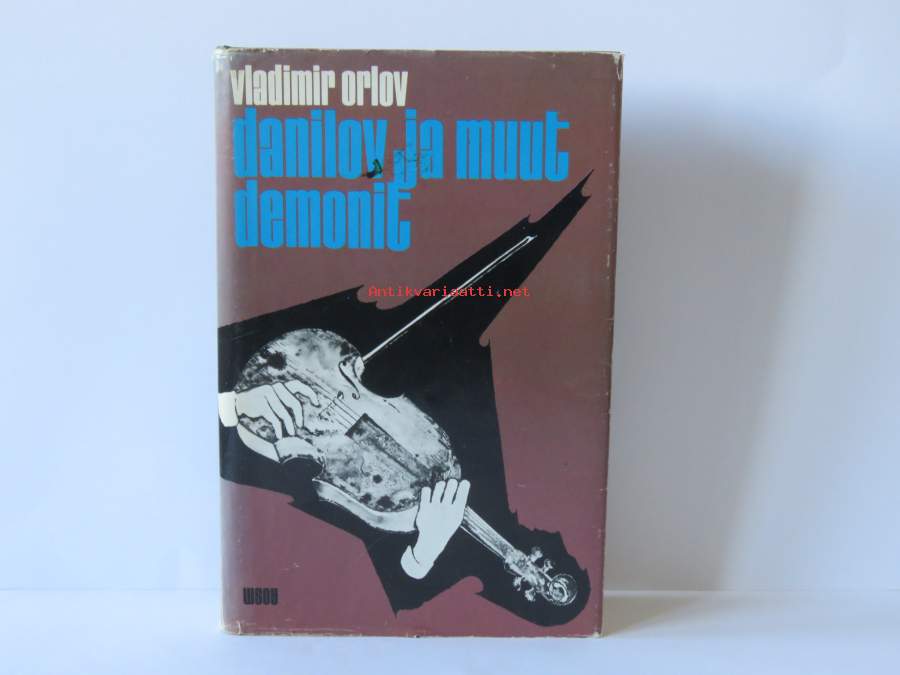 vladimir orlov
danilov ja muut
demonit
Antikvariaatti.net
WSOY